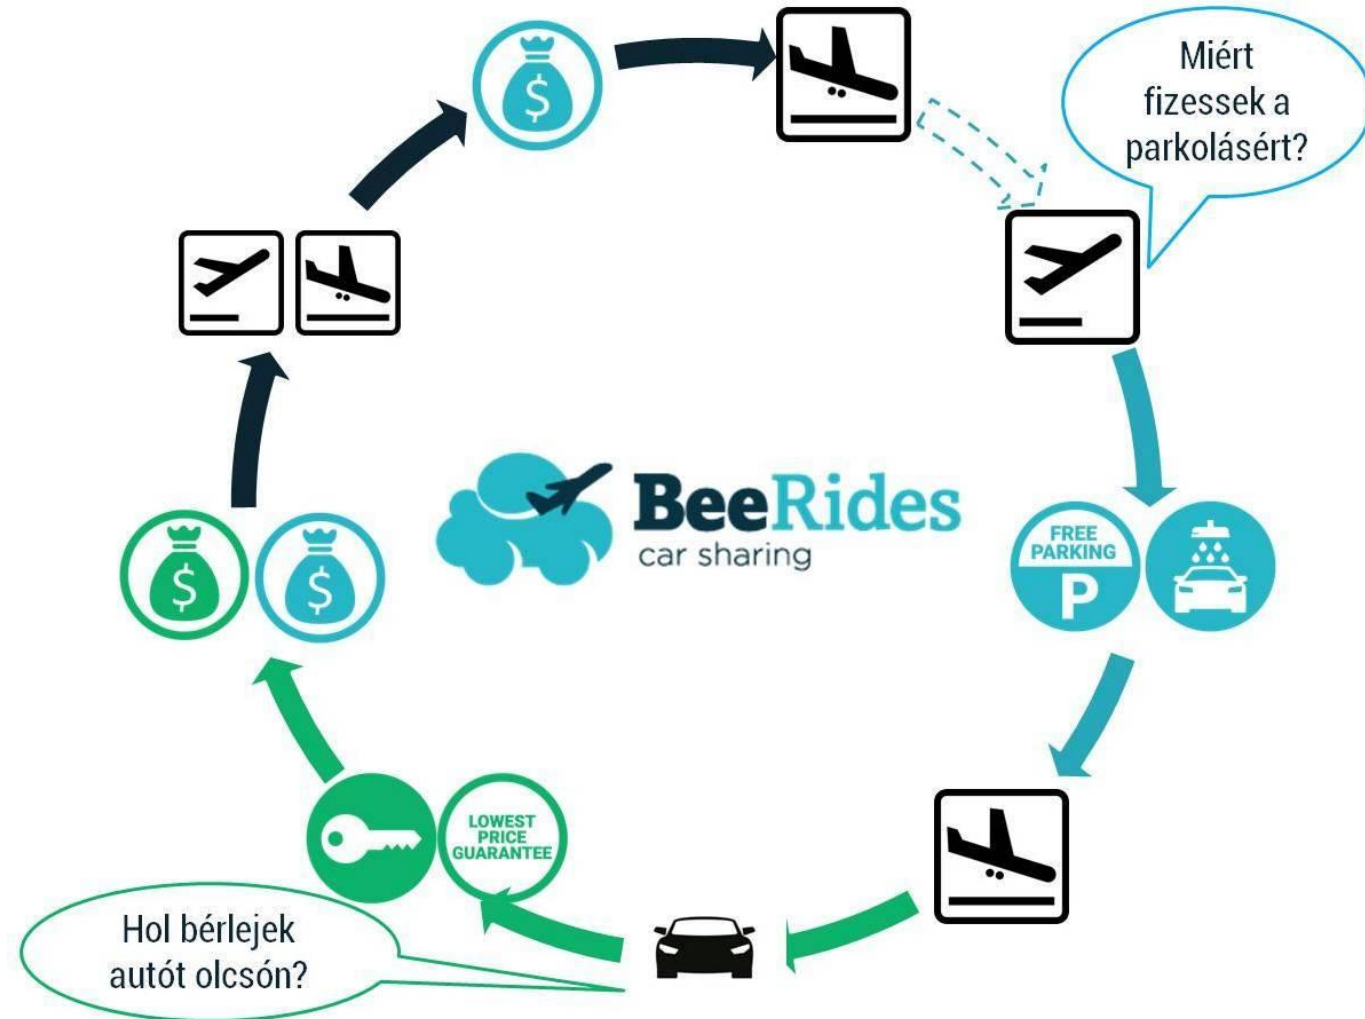 Miért
fizessek a
parkolásért?
$
BeeRides
car sharing
FREE
PARKING
P
$
$
LOWEST
PRICE
GUARANTEE
Hol bérlejek
autót olcsón?